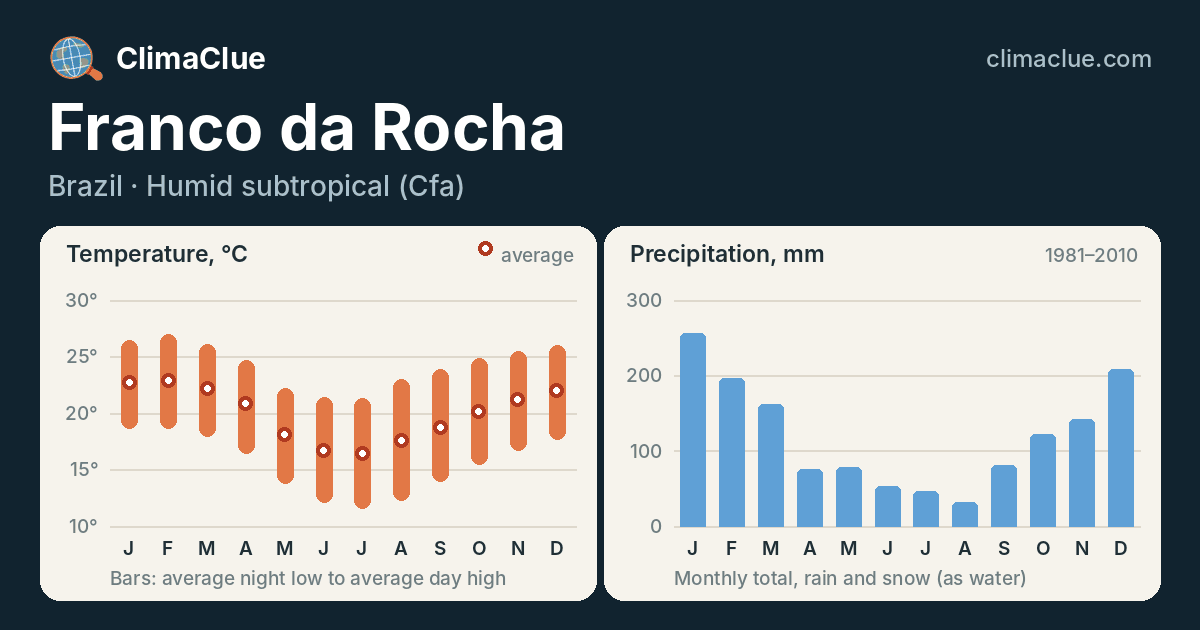 ClimaClue
climaclue.com
Franco da Rocha
Brazil · Humid subtropical (Cfa)
Temperature, °C
average
30°
25°
20°
15°
10°
J F M A M J J A S O N D
Bars: average night low to average day high
Precipitation, mm
1981–2010
300
200
100
0
J F M A M J J A S O N D
Monthly total, rain and snow (as water)